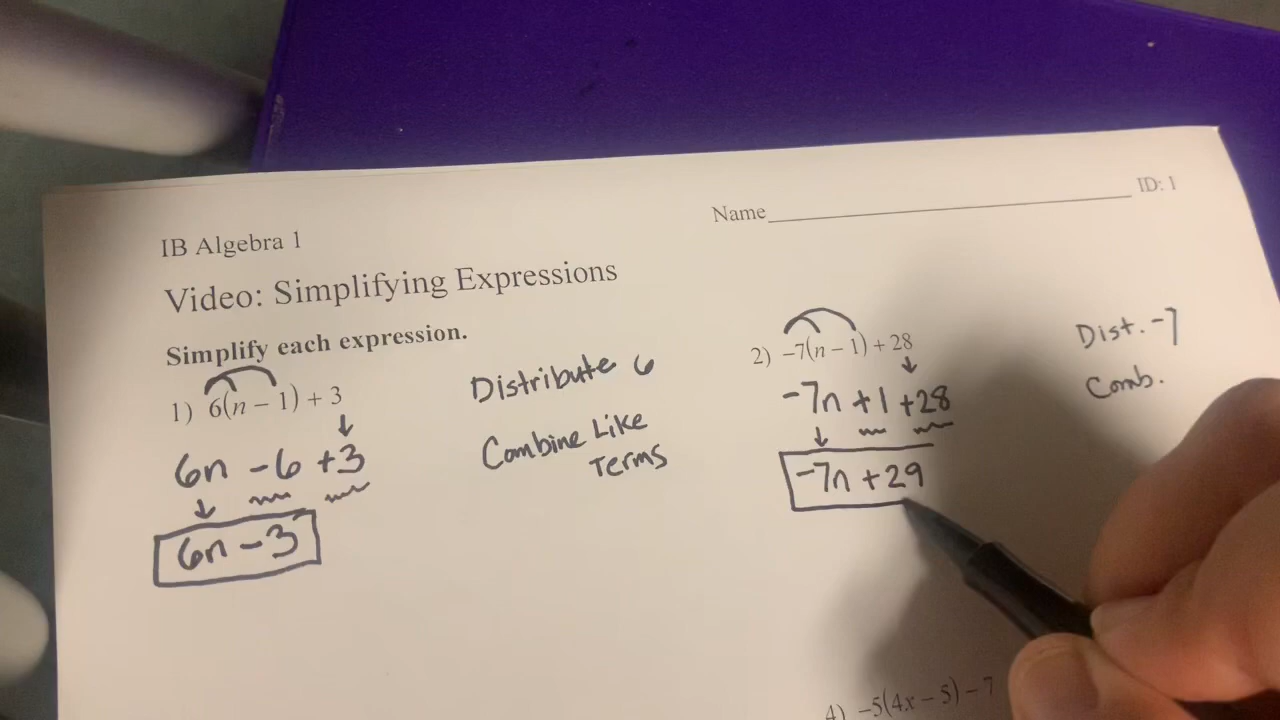 Name ID: 1
IB Algebra 1
Video: Simplifying Expressions
Simplify each expression.
1) 6(n − 1) + 3
6n − 6 + 3
6n − 3
Distribute 6
Combine Like
Terms
2) −7(n − 1) + 28
−7n + 1 + 28
−7n + 29
Dist. −7
Comb.
4) −5(4x − 5) − 7